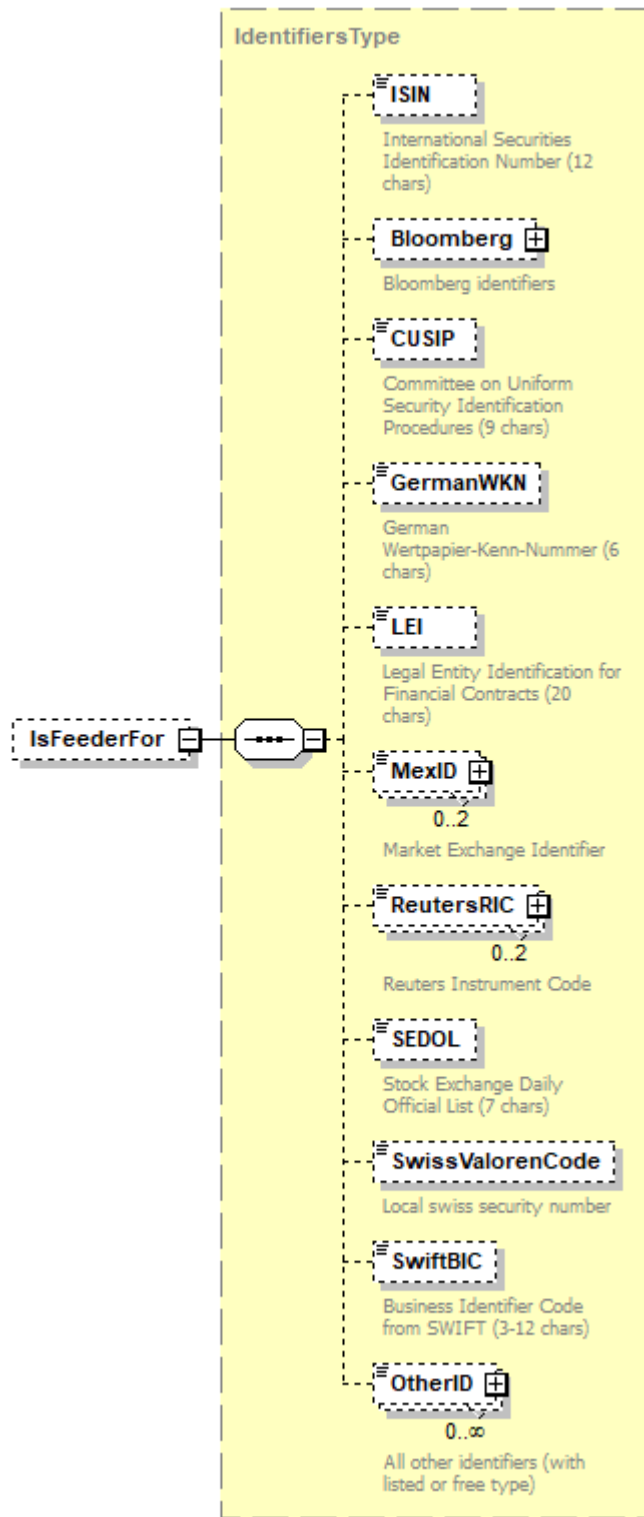 IdentifiersType
ISIN
International Securities
Identification Number (12
chars)
Bloomberg
Bloomberg identifiers
CUSIP
Committee on Uniform
Security Identification
Procedures (9 chars)
GermanWKN
German
Wertpapier-Kenn-Nummer (6
chars)
LEI
Legal Entity Identification for
Financial Contracts (20
chars)
IsFeederFor
MexID
0..2
Market Exchange Identifier
ReutersRIC
0..2
Reuters Instrument Code
SEDOL
Stock Exchange Daily
Official List (7 chars)
SwissValorenCode
Local swiss security number
SwiftBIC
Business Identifier Code
from SWIFT (3-12 chars)
OtherID
0..∞
All other identifiers (with
listed or free type)